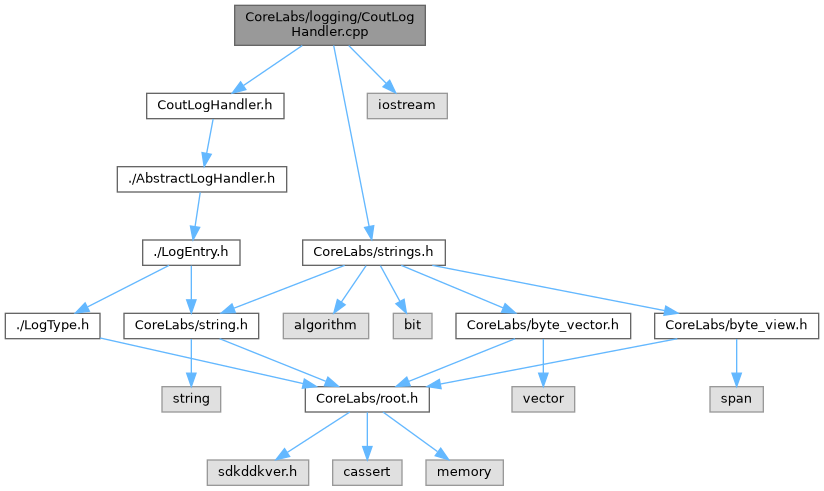 CoreLabs/logging/CoutLog
Handler.cpp
CoutLogHandler.h
iostream
./AbstractLogHandler.h
./LogEntry.h
CoreLabs/strings.h
./LogType.h
CoreLabs/string.h
algorithm
bit
CoreLabs/byte_vector.h
CoreLabs/byte_view.h
string
CoreLabs/root.h
vector
span
sdkddkver.h
cassert
memory